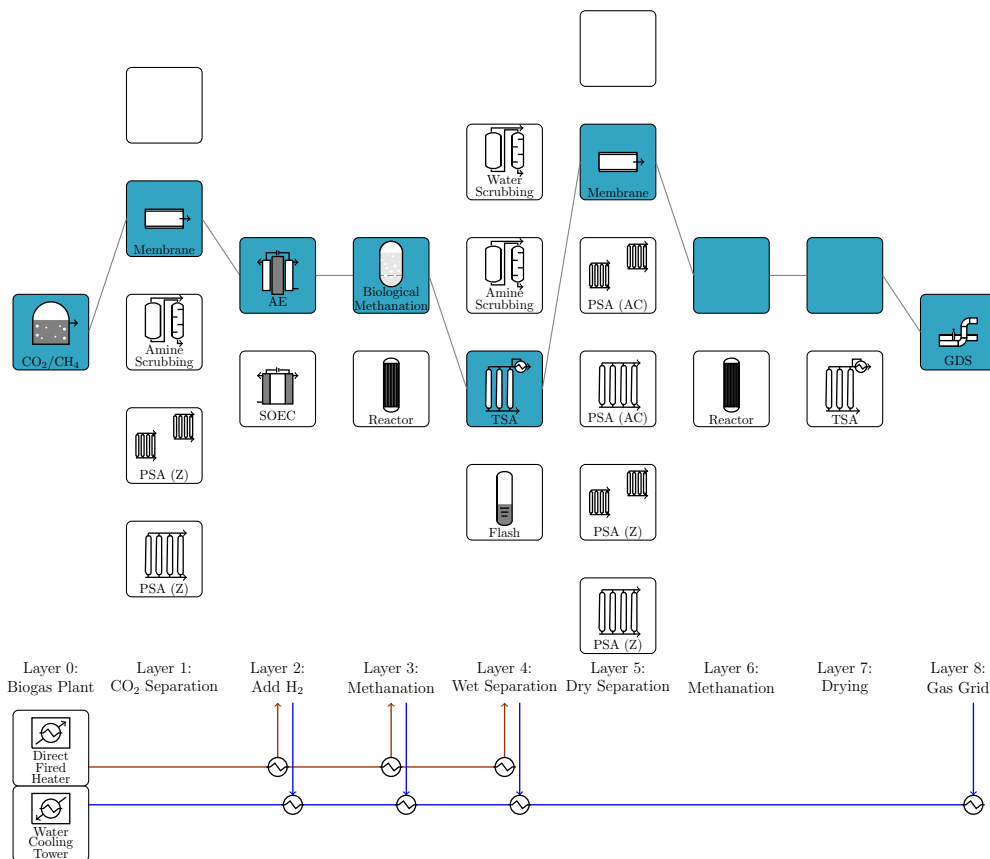 Water
Scrubbing
Membrane
Membrane
AE
Biological
Methanation
Amine
Scrubbing
PSA (AC)
CO₂/CH₄
Amine
Scrubbing
GDS
SOEC
Reactor
TSA
PSA (AC)
Reactor
TSA
PSA (Z)
Flash
PSA (Z)
PSA (Z)
PSA (Z)
Layer 0:
Biogas Plant
Layer 1:
CO₂ Separation
Layer 2:
Add H₂
Layer 3:
Methanation
Layer 4:
Wet Separation
Layer 5:
Dry Separation
Layer 6:
Methanation
Layer 7:
Drying
Layer 8:
Gas Grid
Direct
Fired
Heater
Water
Cooling
Tower